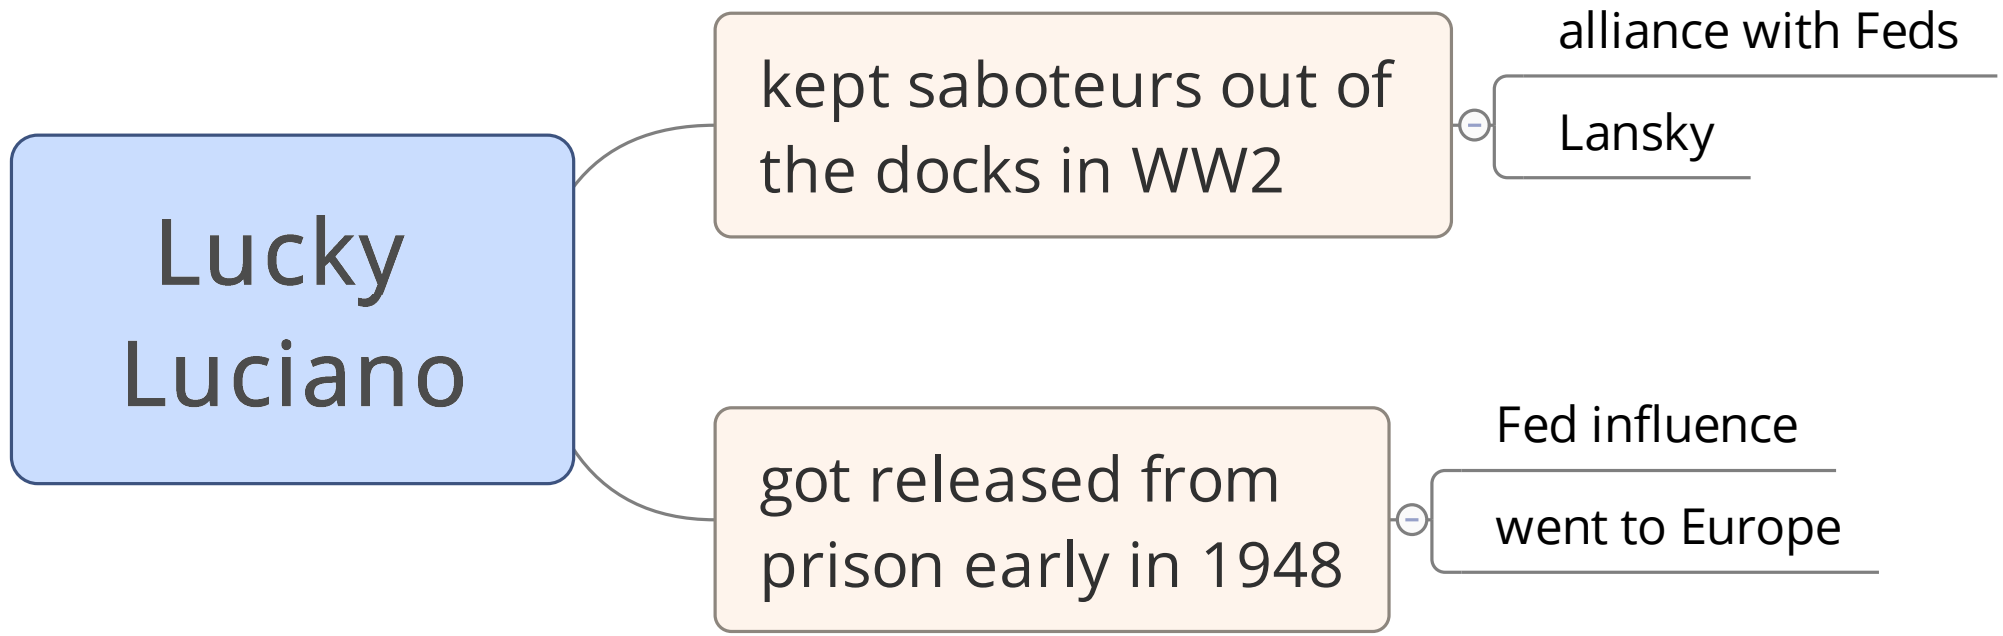 Lucky
Luciano
kept saboteurs out of
the docks in WW2
alliance with Feds
Lansky
got released from
prison early in 1948
Fed influence
went to Europe